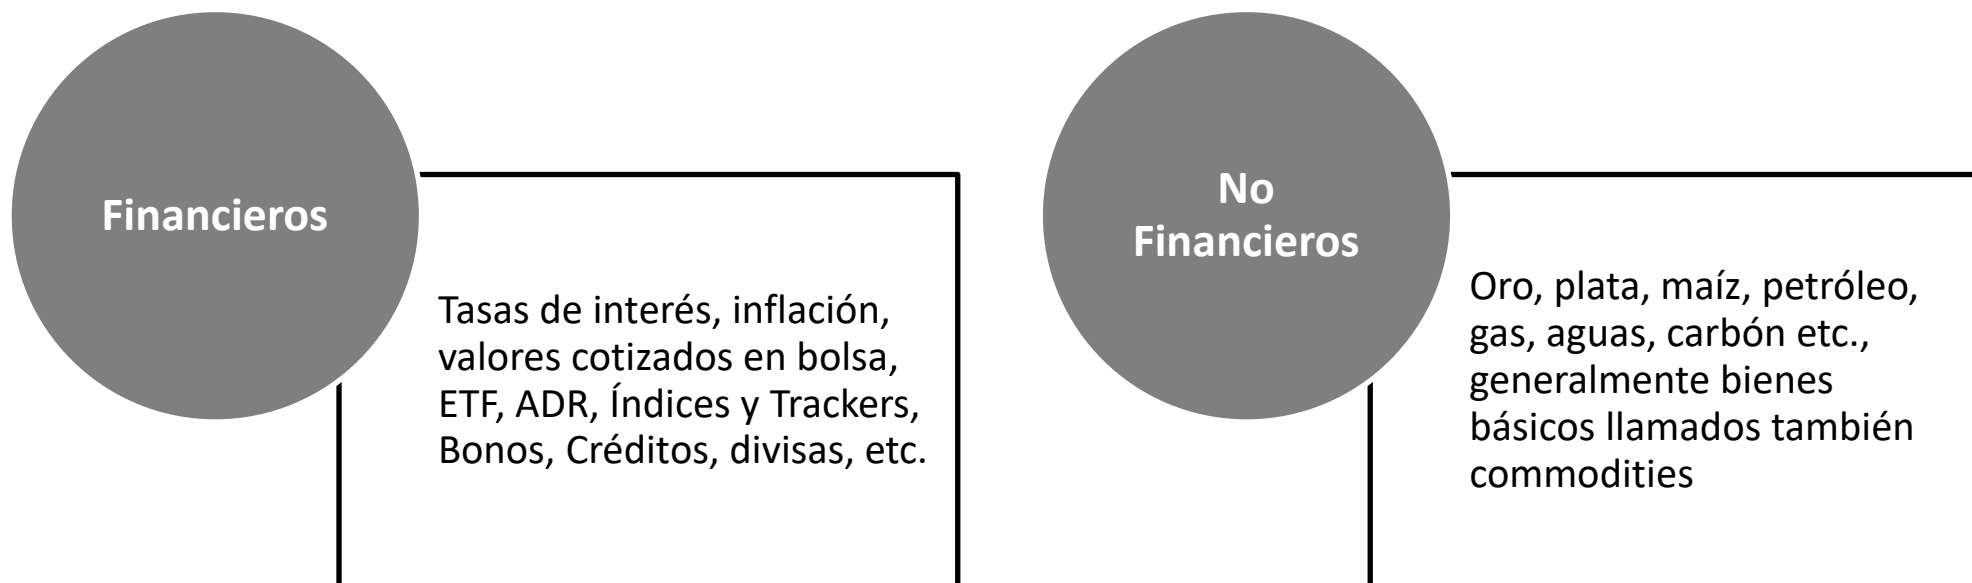 Financieros
Tasas de interés, inflación,
valores cotizados en bolsa,
ETF, ADR, Índices y Trackers,
Bonos, Créditos, divisas, etc.
No
Financieros
Oro, plata, maíz, petróleo,
gas, aguas, carbón etc.,
generalmente bienes
básicos llamados también
commodities